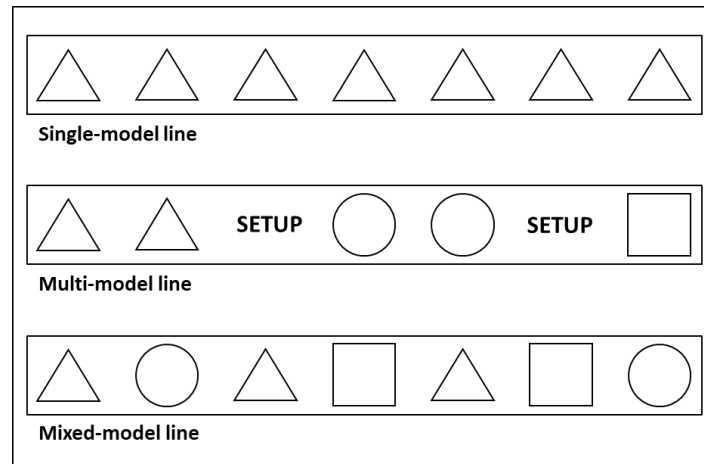 Single-model line
SETUP SETUP
Multi-model line
Mixed-model line